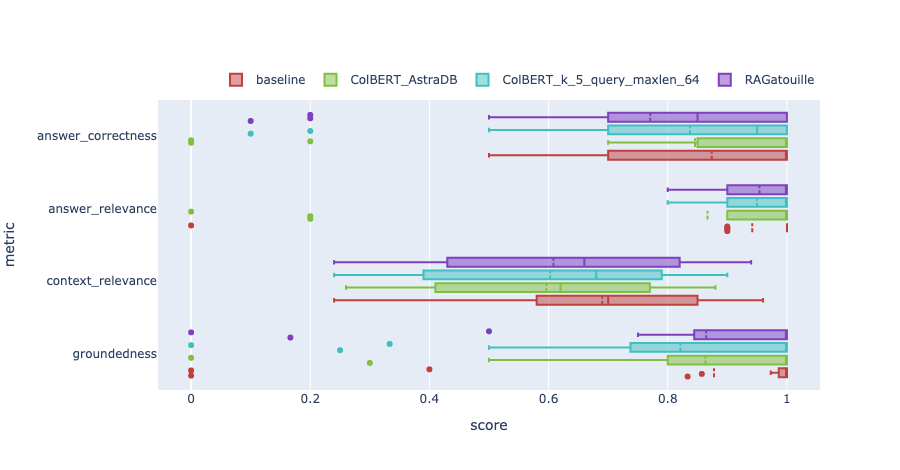 baseline ColBERT_AstraDB ColBERT_k_5_query_maxlen_64 RAGatouille
answer_correctness
answer_relevance
context_relevance
groundedness
metric
0 0.2 0.4 0.6 0.8 1
score